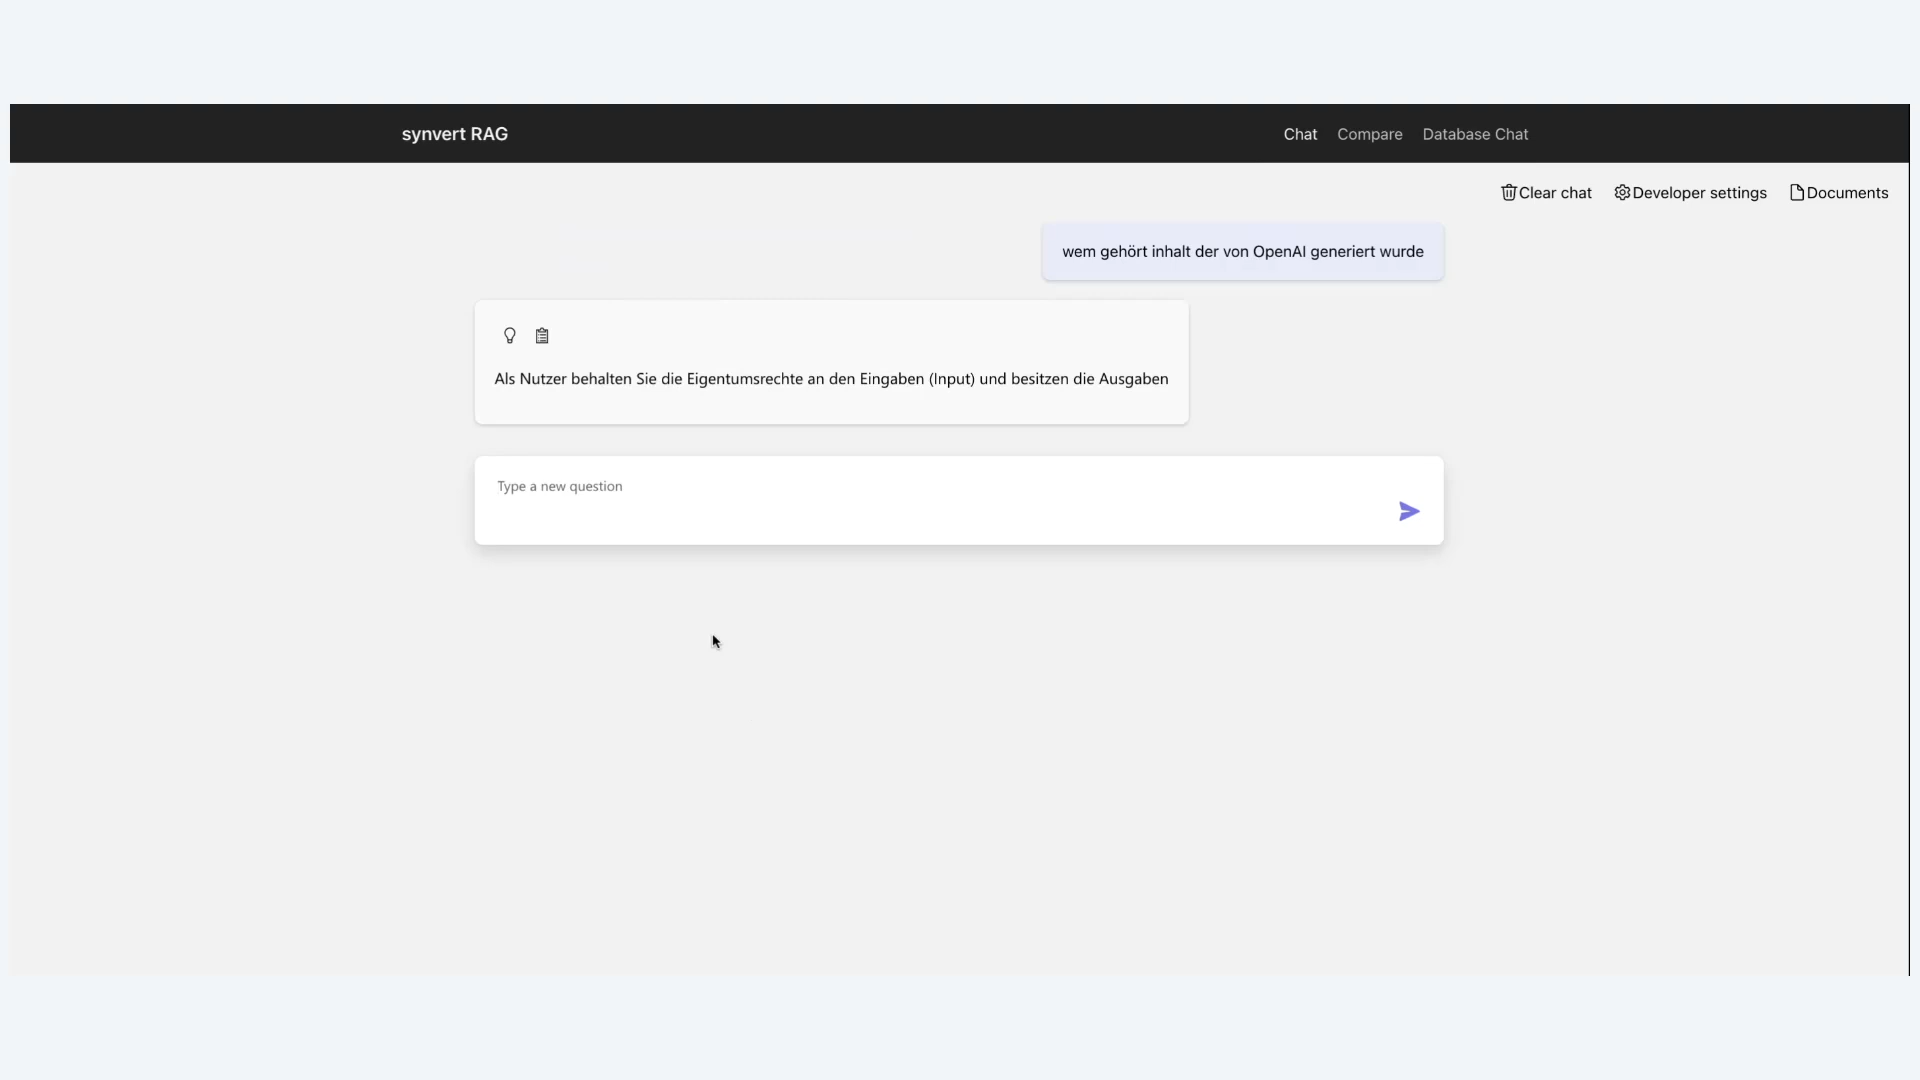 synvert RAG
Chat Compare Database Chat
Clear chat Developer settings Documents
wem gehört inhalt der von OpenAI generiert wurde
Als Nutzer behalten Sie die Eigentumsrechte an den Eingaben (Input) und besitzen die Ausgaben
Type a new question